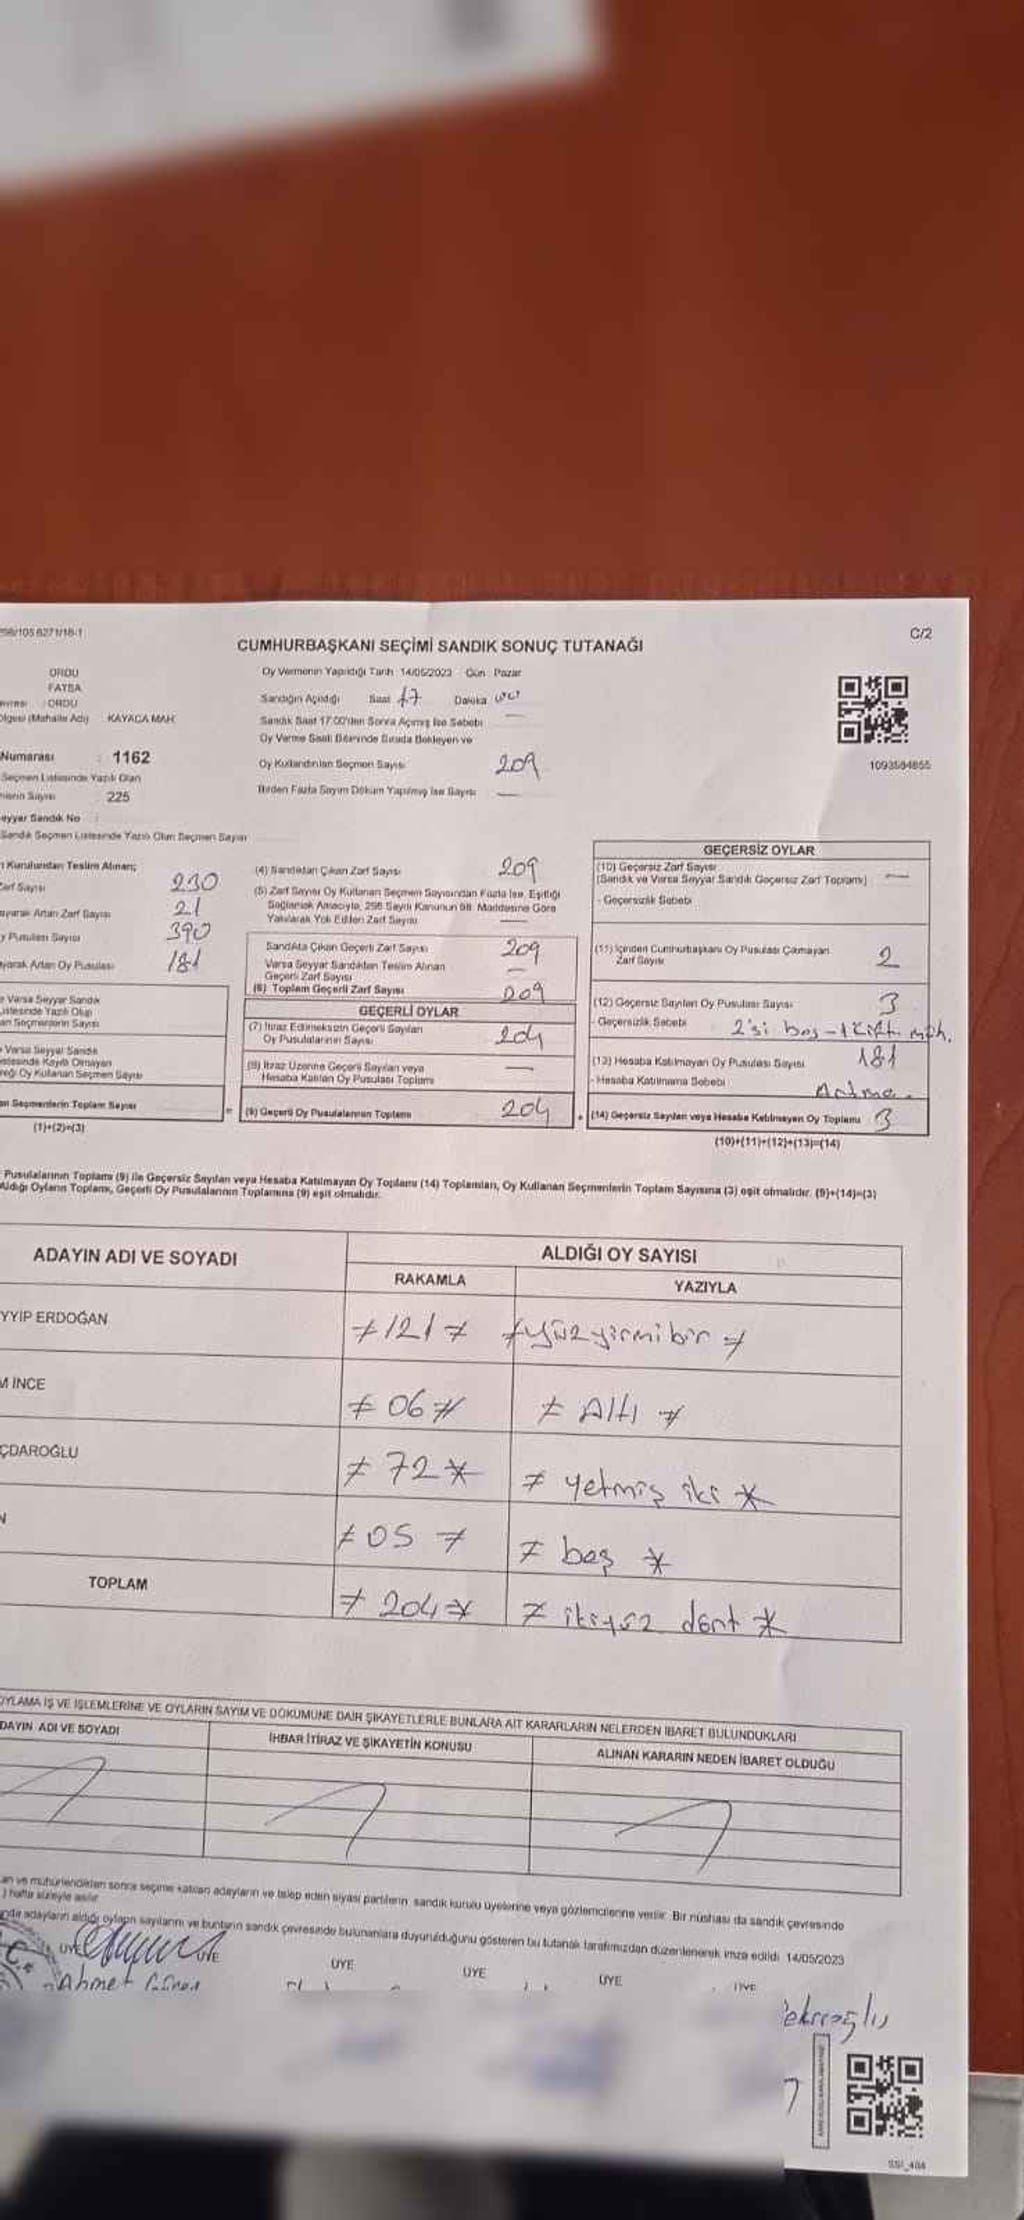 298/105 6271/18-1
C/2
CUMHURBAŞKANI SEÇİMİ SANDIK SONUÇ TUTANAĞI
ORDU
FATSA
ORDU
ölgesi (Mahalle Adı) KAYACA MAH.
Numarası : 1162
Seçmen Listesinde Yazılı Olan
225
eyyar Sandık No :
Sandık Seçmen Listesinde Yazılı Olan Seçmen Sayısı
Oy Vermenin Yapıldığı Tarih 14/05/2023 Gün Pazar
Sandığın Açıldığı Saat 17 Dakika
Sandık Saat 17:00'den Sonra Açılmış İse Sebebi —
Oy Verme Saati Bitiminde Sırada Bekleyen ve
Oy Kullandırılan Seçmen Sayısı 209
Birden Fazla Sayım Döküm Yapılmış İse Sayısı —
1093584855
ı Kurulundan Teslim Alınan;
Zarf Sayısı 230
ayarak Artan Zarf Sayısı 21
y Pusulası Sayısı 390
ayarak Artan Oy Pusulası 181
Varsa Seyyar Sandık
Listesinde Yazılı Olup
an Seçmenlerin Sayısı
Varsa Seyyar Sandık
istesinde Kayıtlı Olmayan
reği Oy Kullanan Seçmen Sayısı
an Seçmenlerin Toplam Sayısı
(1)+(2)=(3)
(4) Sandıktan Çıkan Zarf Sayısı 209
(5) Zarf Sayısı Oy Kullanan Seçmen Sayısından Fazla İse, Eşitliği
Sağlamak Amacıyla, 298 Sayılı Kanunun 98. Maddesine Göre
Yakılarak Yok Edilen Zarf Sayısı —
Sandıkta Çıkan Geçerli Zarf Sayısı 209
Varsa Seyyar Sandıktan Teslim Alınan
Geçerli Zarf Sayısı —
(6) Toplam Geçerli Zarf Sayısı 209
GEÇERLİ OYLAR
(7) İtiraz Edilmeksizin Geçerli Sayılan
Oy Pusulalarının Sayısı 204
(8) İtiraz Üzerine Geçerli Sayılan veya
Hesaba Katılan Oy Pusulası Toplamı —
(9) Geçerli Oy Pusulalarının Toplamı 204
GEÇERSİZ OYLAR
(10) Geçersiz Zarf Sayısı —
(Sandık ve Varsa Seyyar Sandık Geçersiz Zarf Toplamı)
- Geçersizlik Sebebi
(11) İçinden Cumhurbaşkanı Oy Pusulası Çıkmayan
Zarf Sayısı 2
(12) Geçersiz Sayılan Oy Pusulası Sayısı 3
- Geçersizlik Sebebi 2'si boş - 1 çift müh.
(13) Hesaba Katılmayan Oy Pusulası Sayısı 181
- Hesaba Katılmama Sebebi Artma.
(14) Geçersiz Sayılan veya Hesaba Katılmayan Oy Toplamı 3
(10)+(11)+(12)+(13)=(14)
Pusulalarının Toplamı (9) ile Geçersiz Sayılan veya Hesaba Katılmayan Oy Toplamı (14) Toplamları, Oy Kullanan Seçmenlerin Toplam Sayısına (3) eşit olmalıdır. (9)+(14)=(3)
Aldığı Oyların Toplamı, Geçerli Oy Pusulalarının Toplamına (9) eşit olmalıdır.
ADAYIN ADI VE SOYADI
ALDIĞI OY SAYISI
RAKAMLA YAZIYLA
YYİP ERDOĞAN ≠ 121 ≠ ≠ yüzyirmibir ≠
M İNCE ≠ 06 ≠ ≠ Altı ≠
ÇDAROĞLU ≠ 72 * ≠ yetmiş iki *
N ≠ 05 ≠ ≠ beş *
TOPLAM ≠ 204 * ≠ ikiyüz dört *
OYLAMA İŞ VE İŞLEMLERİNE VE OYLARIN SAYIM VE DÖKÜMÜNE DAİR ŞİKAYETLERLE BUNLARA AİT KARARLARIN NELERDEN İBARET BULUNDUKLARI
DAYIN ADI VE SOYADI
İHBAR İTİRAZ VE ŞİKAYETİN KONUSU
ALINAN KARARIN NEDEN İBARET OLDUĞU
an ve mühürlendikten sonra seçime katılan adayların ve talep eden siyasi partilerin, sandık kurulu üyelerine veya gözlemcilerine verilir. Bir nüshası da sandık çevresinde
) hafta süreyle asılır.
nda adayların aldığı oyların sayılarını ve bunların sandık çevresinde bulunanlara duyurulduğunu gösteren bu tutanak tarafımızdan düzenlenerek imza edildi. 14/05/2023
ÜYE ÜYE ÜYE ÜYE ÜYE ÜYE
Ahmet
SSI_484